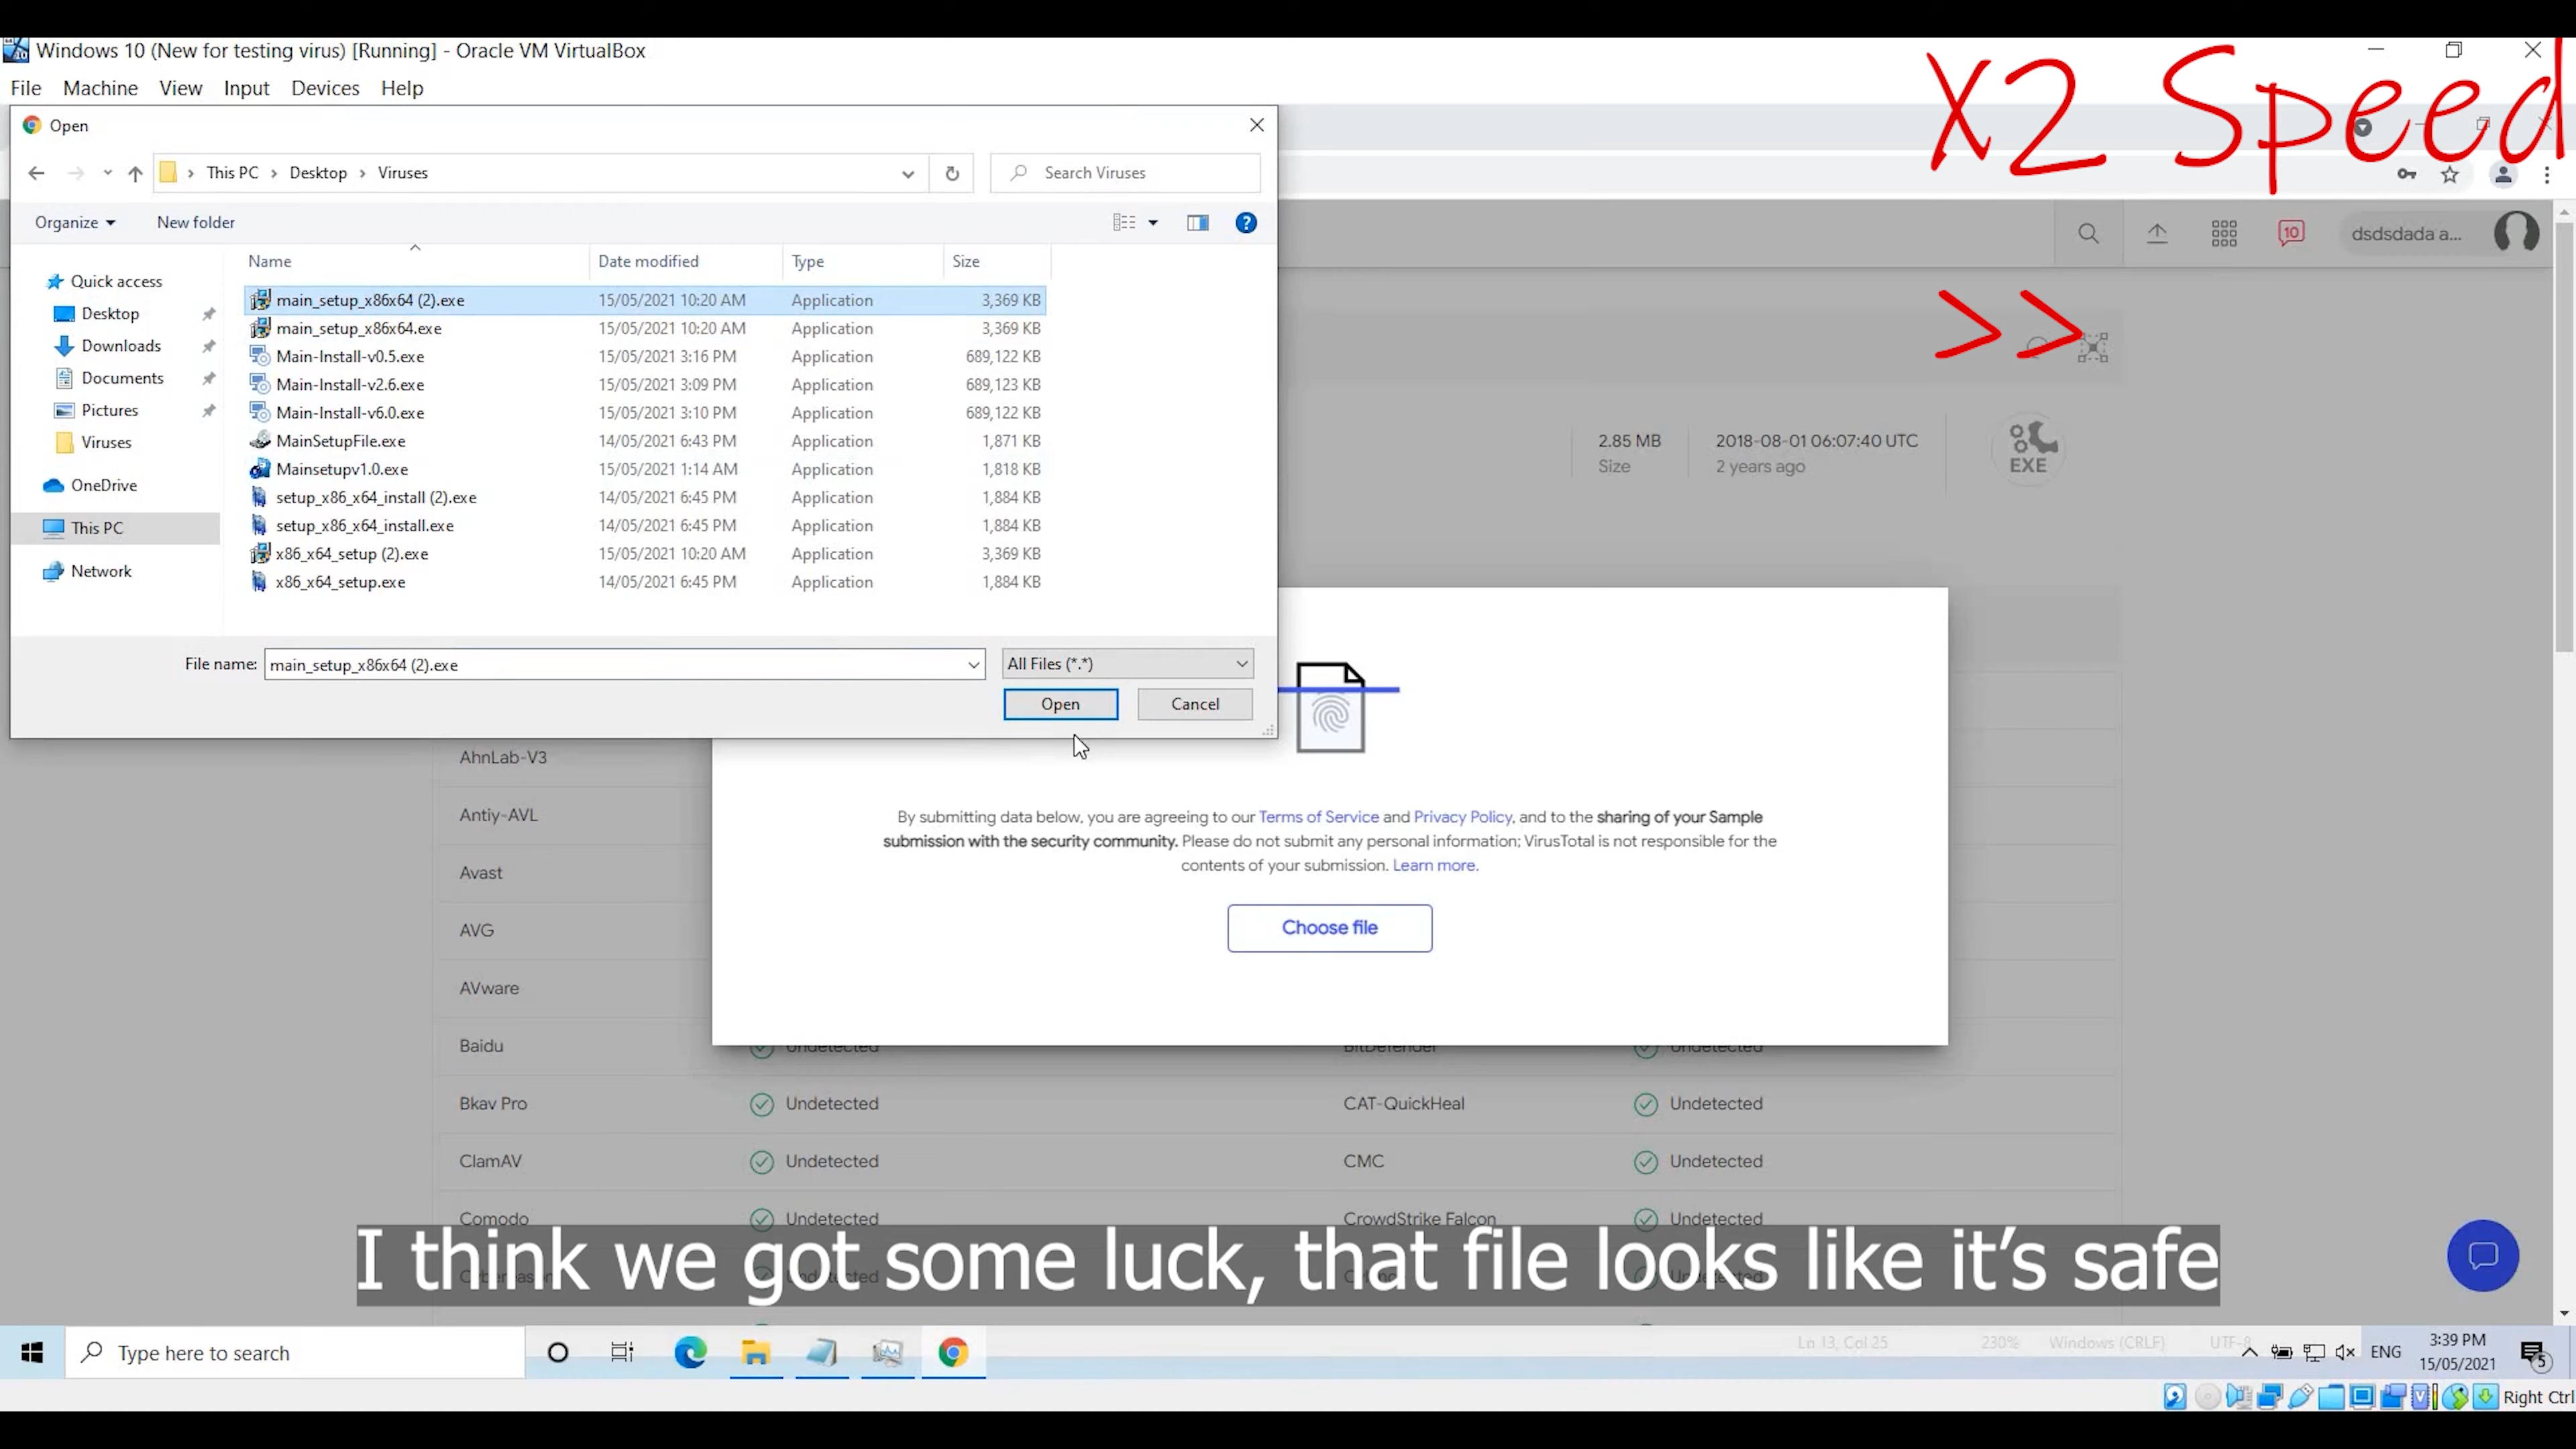 Windows 10 (New for testing virus) [Running] - Oracle VM VirtualBox
X2 Speed
File Machine View Input Devices Help
Open
This PC › Desktop › Viruses
Search Viruses
Organize New folder
10
dsdsdada a...
Name Date modified Type Size
Quick access
Desktop
Downloads
Documents
Pictures
Viruses
OneDrive
This PC
Network
main_setup_x86x64 (2).exe 15/05/2021 10:20 AM Application 3,369 KB
main_setup_x86x64.exe 15/05/2021 10:20 AM Application 3,369 KB
Main-Install-v0.5.exe 15/05/2021 3:16 PM Application 689,122 KB
Main-Install-v2.6.exe 15/05/2021 3:09 PM Application 689,123 KB
Main-Install-v6.0.exe 15/05/2021 3:10 PM Application 689,122 KB
MainSetupFile.exe 14/05/2021 6:43 PM Application 1,871 KB
Mainsetupv1.0.exe 15/05/2021 1:14 AM Application 1,818 KB
setup_x86_x64_install (2).exe 14/05/2021 6:45 PM Application 1,884 KB
setup_x86_x64_install.exe 14/05/2021 6:45 PM Application 1,884 KB
x86_x64_setup (2).exe 15/05/2021 10:20 AM Application 3,369 KB
x86_x64_setup.exe 14/05/2021 6:45 PM Application 1,884 KB
>>
2.85 MB 2018-08-01 06:07:40 UTC
Size 2 years ago
EXE
File name: main_setup_x86x64 (2).exe All Files (*.*)
Open Cancel
By submitting data below, you are agreeing to our Terms of Service and Privacy Policy, and to the sharing of your Sample
submission with the security community. Please do not submit any personal information; VirusTotal is not responsible for the
contents of your submission. Learn more.
Choose file
AhnLab-V3
Antiy-AVL
Avast
AVG
AVware
Baidu Undetected BitDefender Undetected
Bkav Pro Undetected CAT-QuickHeal Undetected
ClamAV Undetected CMC Undetected
Comodo Undetected CrowdStrike Falcon Undetected
I think we got some luck, that file looks like it's safe
Type here to search
Ln 13, Col 25 230% Windows (CRLF) UTF-8
ENG
3:39 PM
15/05/2021
5
Right Ctrl